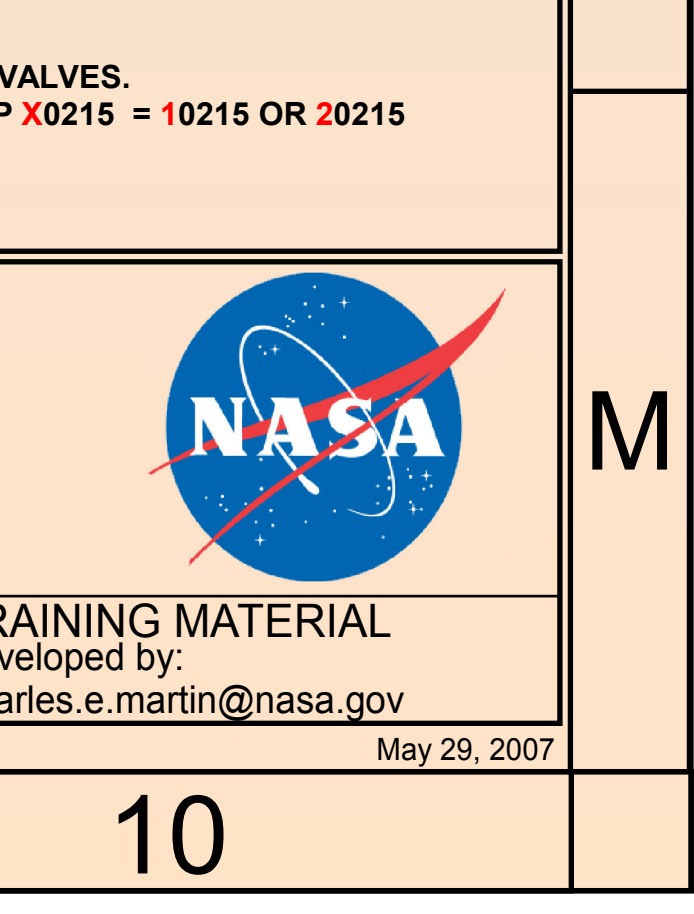 VALVES.
P X0215 = 10215 OR 20215
NASA
M
RAINING MATERIAL
veloped by:
arles.e.martin@nasa.gov
May 29, 2007
10